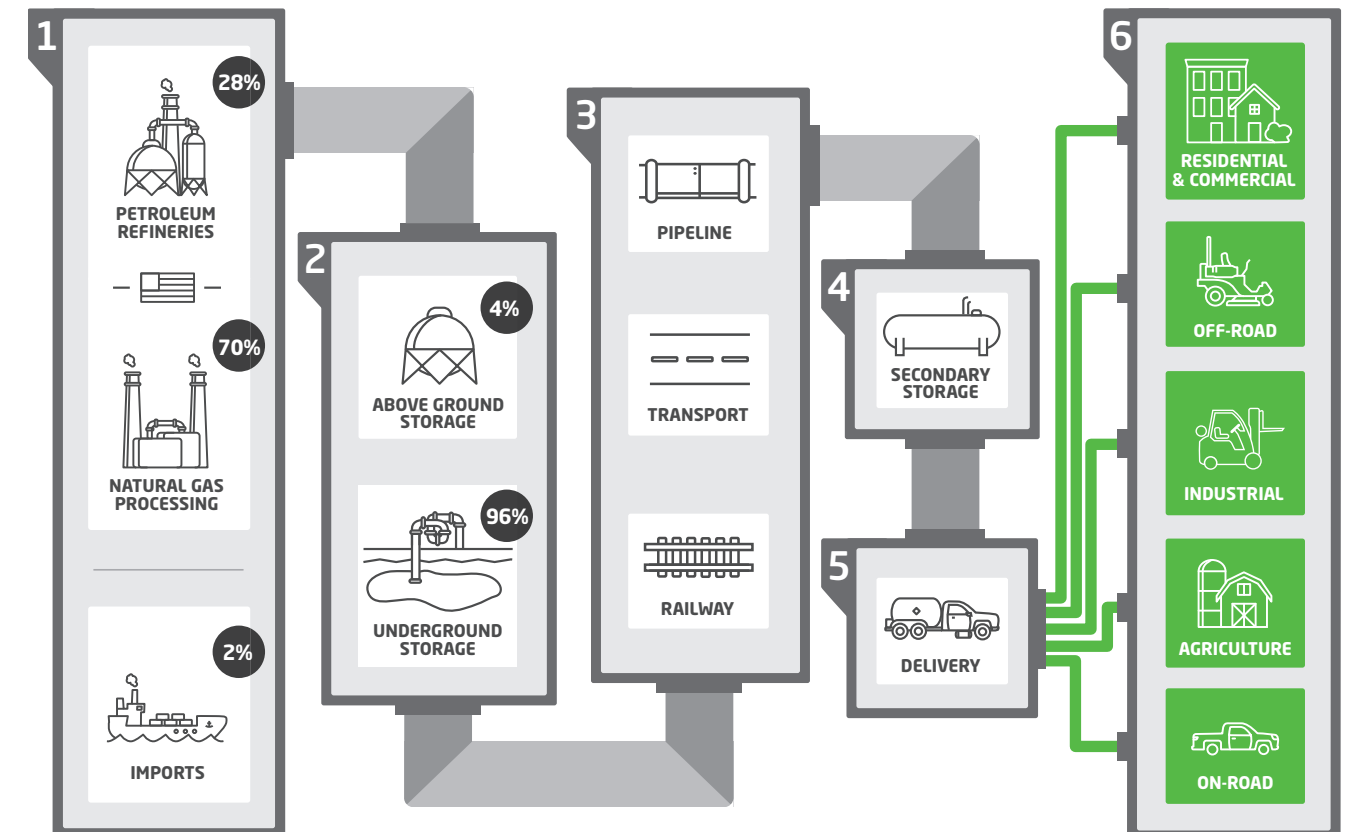 1
28%
PETROLEUM
REFINERIES
70%
NATURAL GAS
PROCESSING
2%
IMPORTS
2
4%
ABOVE GROUND
STORAGE
96%
UNDERGROUND
STORAGE
3
PIPELINE
TRANSPORT
RAILWAY
4
SECONDARY
STORAGE
5
DELIVERY
6
RESIDENTIAL
& COMMERCIAL
OFF-ROAD
INDUSTRIAL
AGRICULTURE
ON-ROAD